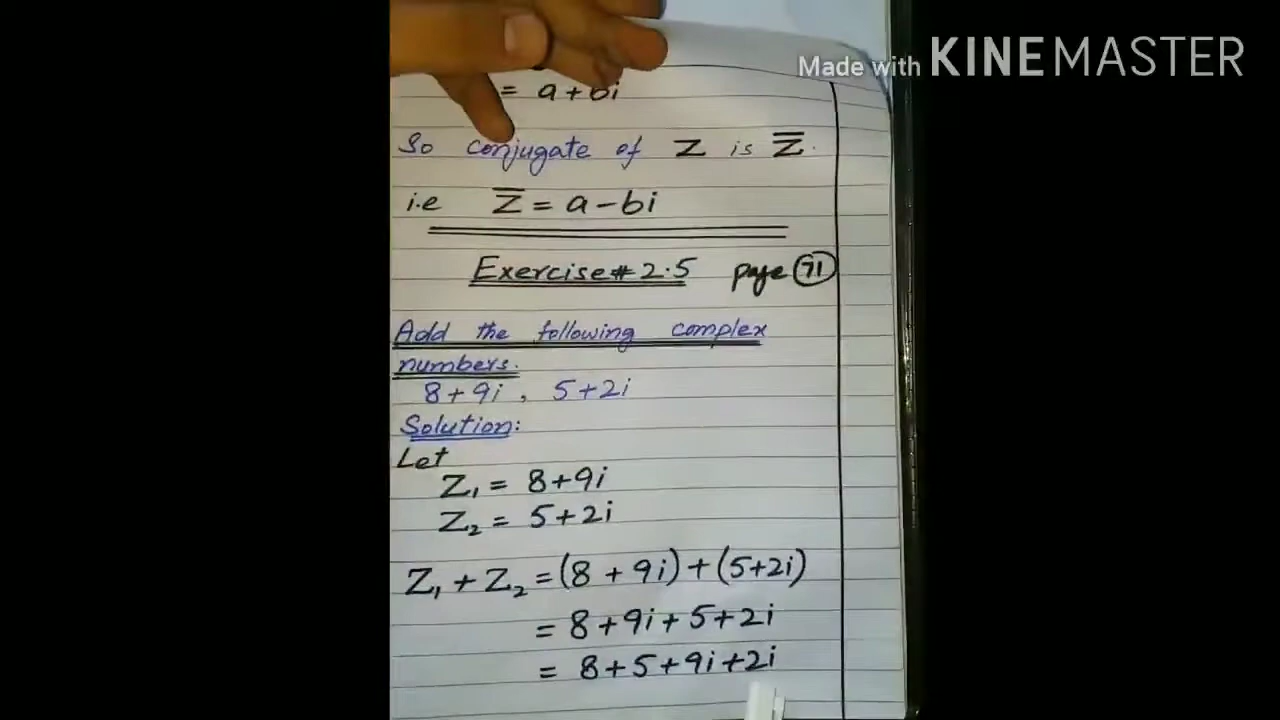 Made with KINEMASTER
= a+bi
So conjugate of Z is Z̅.
i.e Z̅ = a-bi
Exercise# 2.5 page 71
Add the following complex
numbers.
8+9i , 5+2i
Solution:
Let
Z₁ = 8+9i
Z₂ = 5+2i
Z₁ + Z₂ = (8 + 9i) + (5+2i)
= 8+9i+5+2i
= 8+5+9i+2i